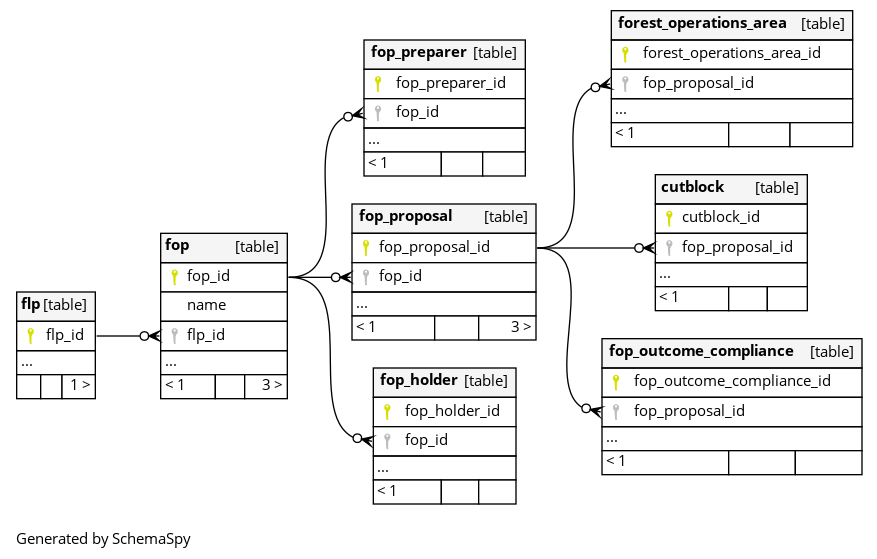 flp [table]
flp_id
...
1 >
fop [table]
fop_id
name
flp_id
...
< 1 3 >
fop_preparer [table]
fop_preparer_id
fop_id
...
< 1
fop_proposal [table]
fop_proposal_id
fop_id
...
< 1 3 >
fop_holder [table]
fop_holder_id
fop_id
...
< 1
forest_operations_area [table]
forest_operations_area_id
fop_proposal_id
...
< 1
cutblock [table]
cutblock_id
fop_proposal_id
...
< 1
fop_outcome_compliance [table]
fop_outcome_compliance_id
fop_proposal_id
...
< 1
Generated by SchemaSpy